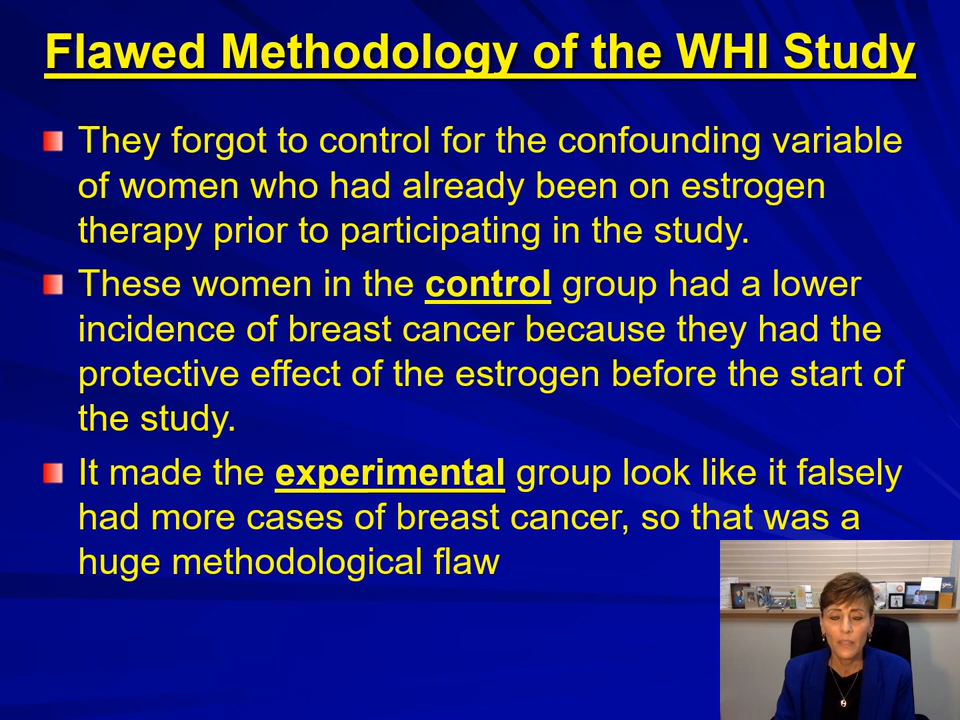 Flawed Methodology of the WHI Study
They forgot to control for the confounding variable
of women who had already been on estrogen
therapy prior to participating in the study.
These women in the control group had a lower
incidence of breast cancer because they had the
protective effect of the estrogen before the start of
the study.
It made the experimental group look like it falsely
had more cases of breast cancer, so that was a
huge methodological flaw